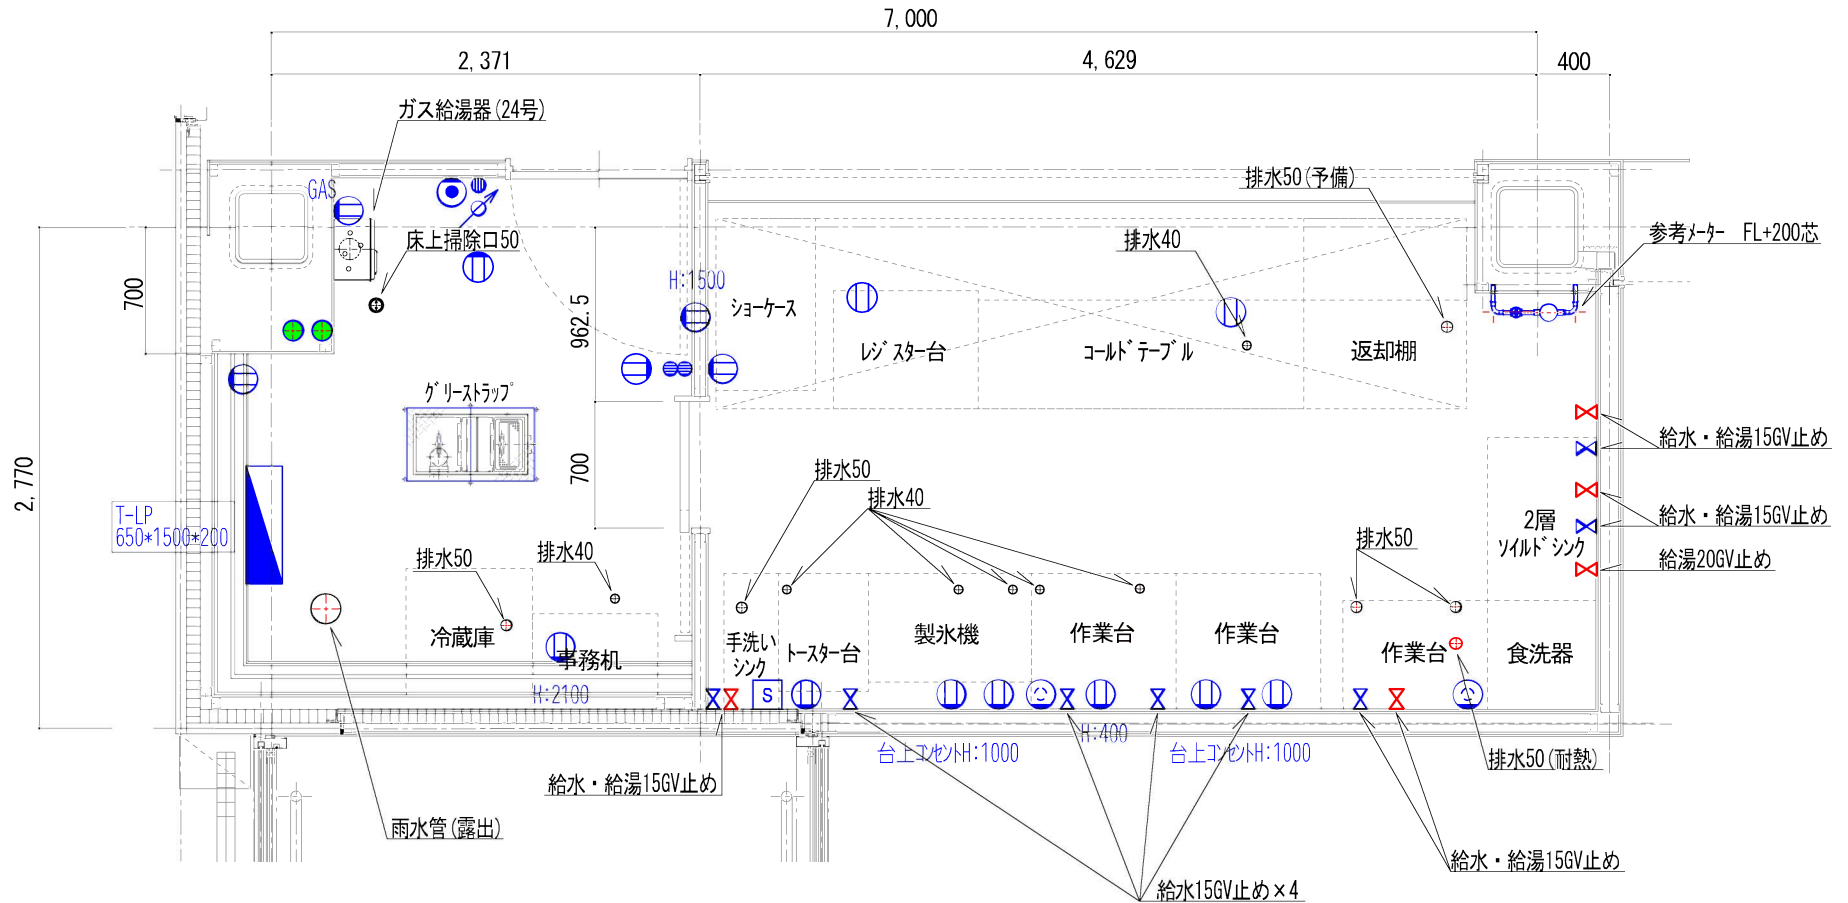 7,000
2,371
4,629
400
ガス給湯器(24号)
GAS
床上掃除口50
排水50(予備)
排水40
参考メーター FL+200芯
700
962.5
H:1500
ショーケース
レジスター台
コールドテーブル
返却棚
グリーストラップ
2,770
700
給水・給湯15GV止め
T-LP
650*1500*200
排水50
排水40
給水・給湯15GV止め
2層
ソイルドシンク
排水50
排水40
排水50
給湯20GV止め
冷蔵庫
事務机
手洗い
シンク
トースター台
製氷機
作業台
作業台
作業台
食洗器
H:2100
S
H:400
台上コンセントH:1000
台上コンセントH:1000
排水50(耐熱)
給水・給湯15GV止め
雨水管(露出)
給水・給湯15GV止め
給水15GV止め×4